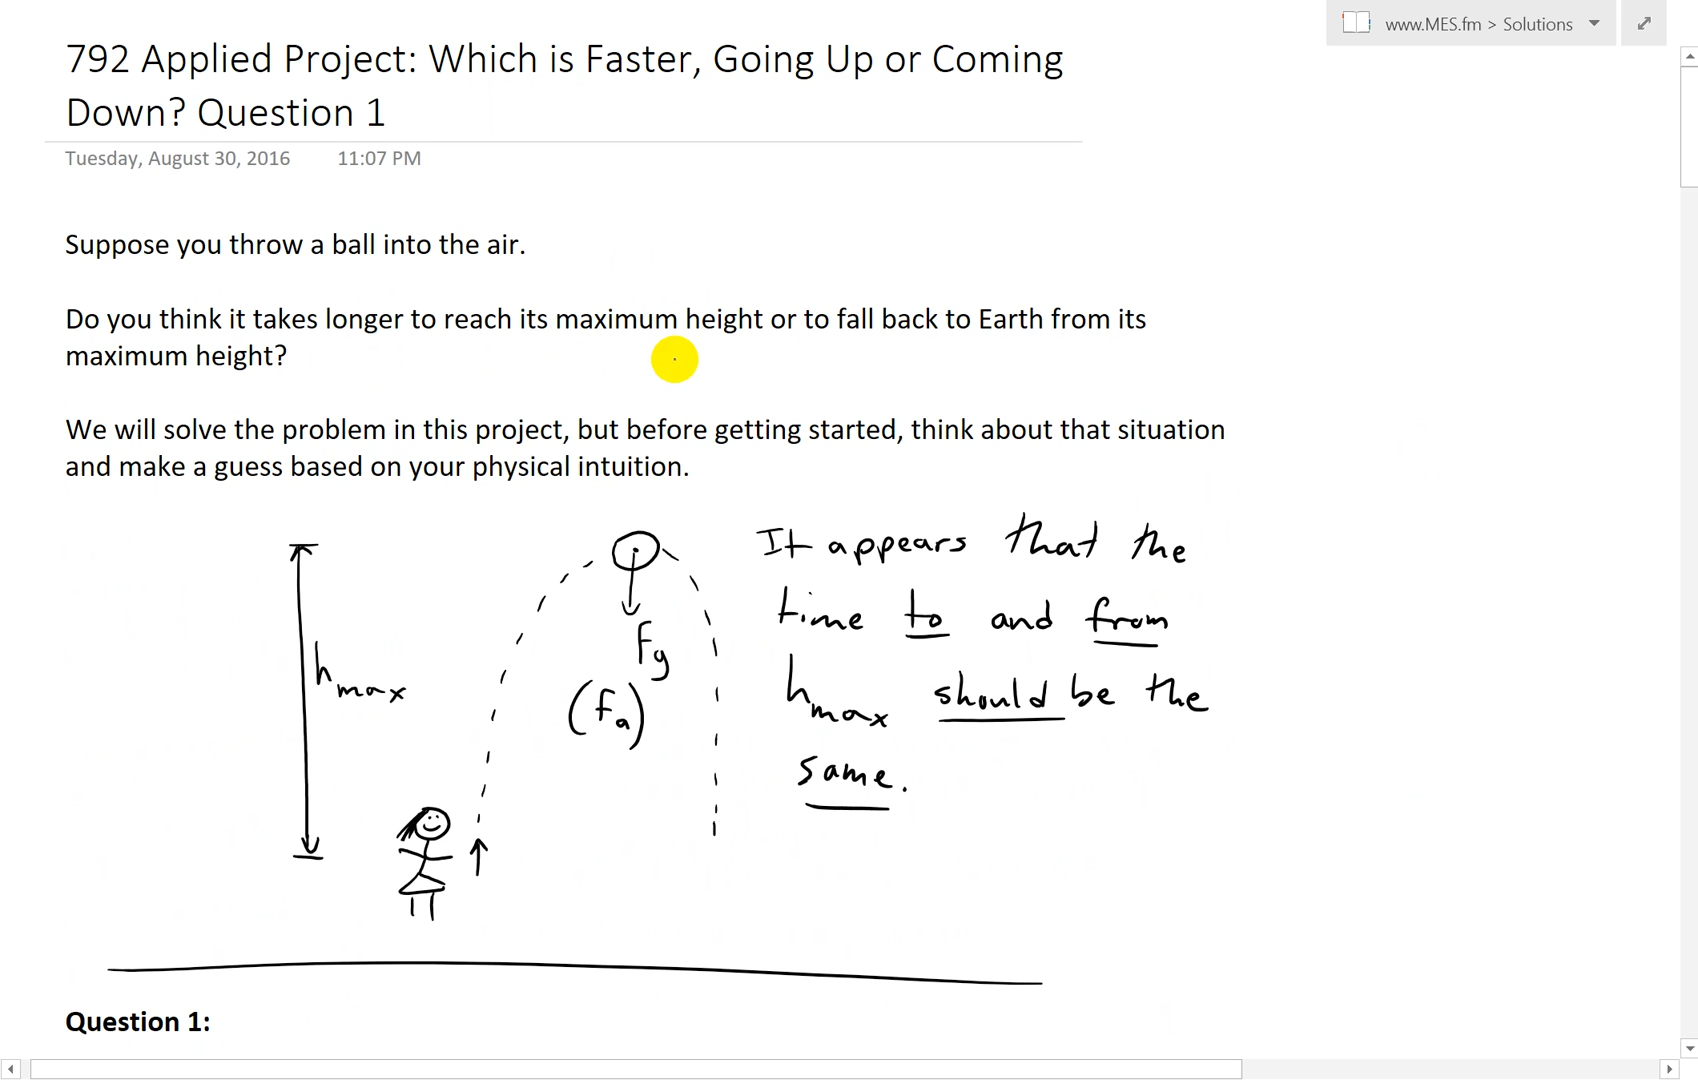 www.MES.fm > Solutions
792 Applied Project: Which is Faster, Going Up or Coming
Down? Question 1
Tuesday, August 30, 2016 11:07 PM
Suppose you throw a ball into the air.
Do you think it takes longer to reach its maximum height or to fall back to Earth from its
maximum height?
We will solve the problem in this project, but before getting started, think about that situation
and make a guess based on your physical intuition.
It appears that the
time to and from
hmax should be the
same.
hmax
Fg
(Fa)
Question 1: